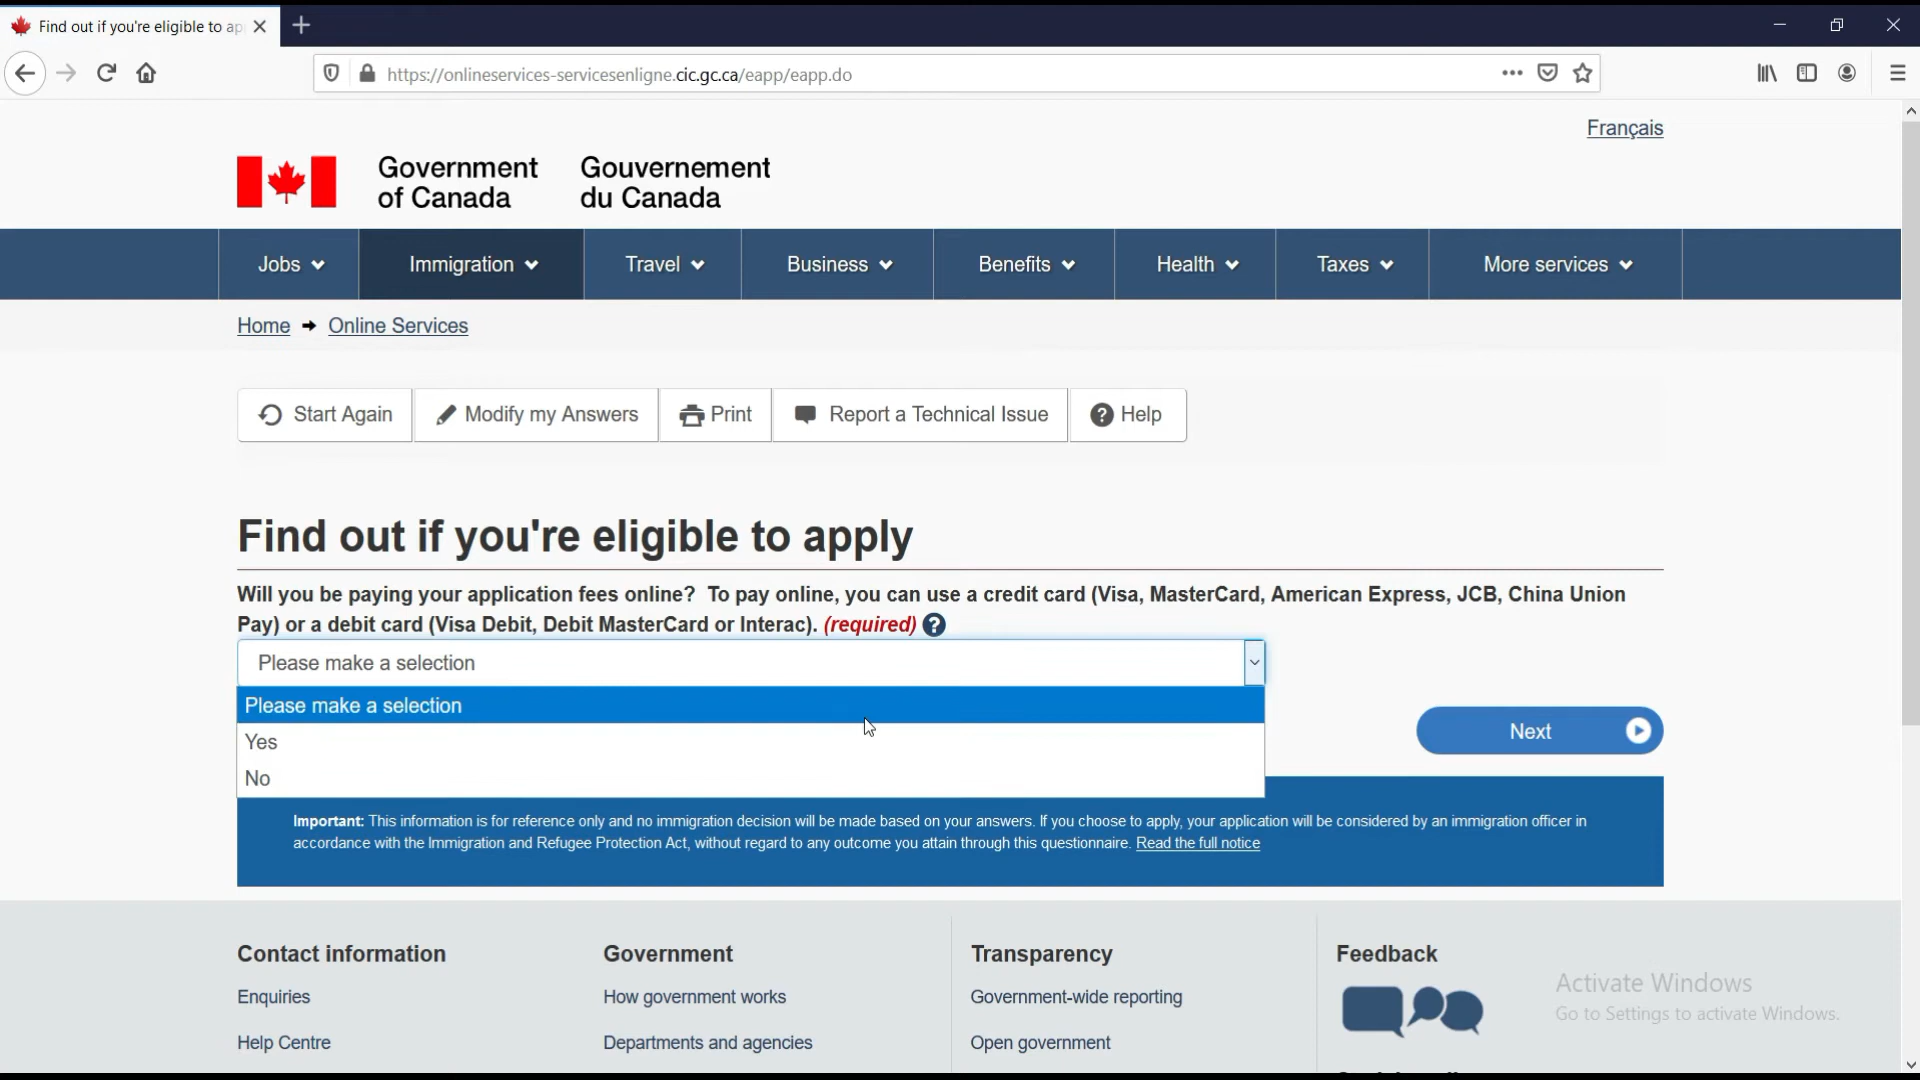 Find out if you're eligible to ap
https://onlineservices-servicesenligne.cic.gc.ca/eapp/eapp.do
Français
Government of Canada
Gouvernement du Canada
Jobs
Immigration
Travel
Business
Benefits
Health
Taxes
More services
Home
Online Services
Start Again
Modify my Answers
Print
Report a Technical Issue
Help
Find out if you're eligible to apply
Will you be paying your application fees online?  To pay online, you can use a credit card (Visa, MasterCard, American Express, JCB, China Union
Pay) or a debit card (Visa Debit, Debit MasterCard or Interac). (required)
Please make a selection
Please make a selection
Yes
No
Next
Important: This information is for reference only and no immigration decision will be made based on your answers. If you choose to apply, your application will be considered by an immigration officer in
accordance with the Immigration and Refugee Protection Act, without regard to any outcome you attain through this questionnaire. Read the full notice
Contact information
Enquiries
Help Centre
Government
How government works
Departments and agencies
Transparency
Government-wide reporting
Open government
Feedback
Activate Windows
Go to Settings to activate Windows.